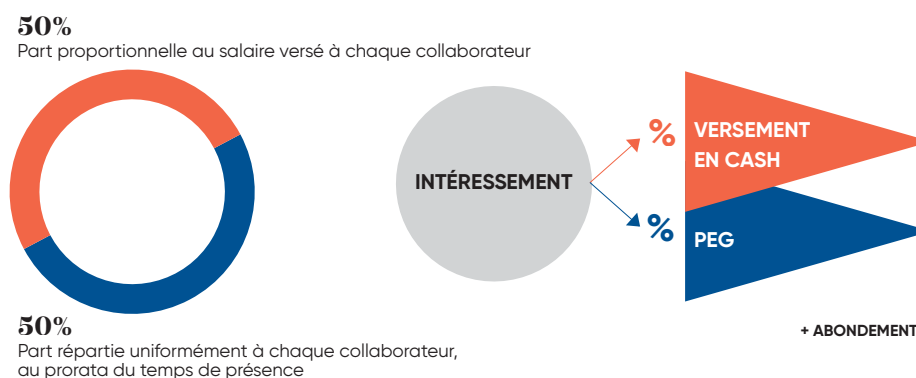 50%
Part proportionnelle au salaire versé à chaque collaborateur
INTÉRESSEMENT
%
VERSEMENT
EN CASH
%
PEG
50%
Part répartie uniformément à chaque collaborateur,
au prorata du temps de présence
+ ABONDEMENT